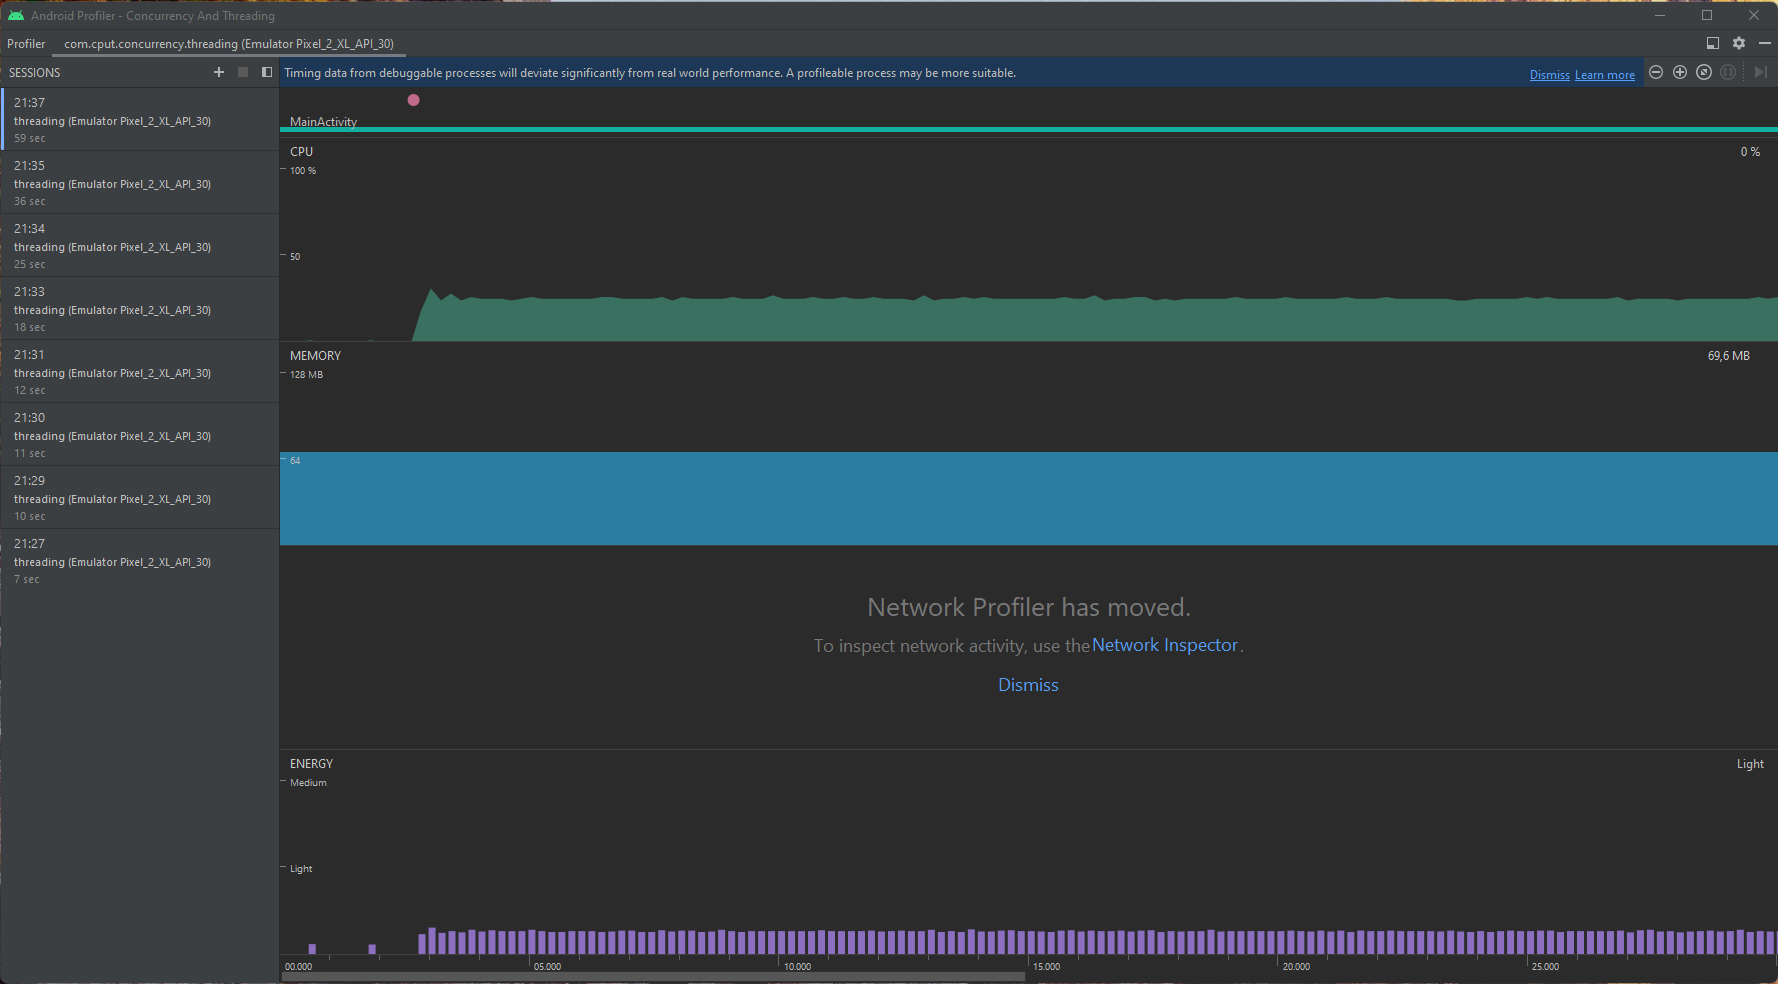 Android Profiler - Concurrency And Threading
Profiler com.cput.concurrency.threading (Emulator Pixel_2_XL_API_30)
SESSIONS
Timing data from debuggable processes will deviate significantly from real world performance. A profileable process may be more suitable.
Dismiss Learn more
21:37
threading (Emulator Pixel_2_XL_API_30)
59 sec
21:35
threading (Emulator Pixel_2_XL_API_30)
36 sec
21:34
threading (Emulator Pixel_2_XL_API_30)
25 sec
21:33
threading (Emulator Pixel_2_XL_API_30)
18 sec
21:31
threading (Emulator Pixel_2_XL_API_30)
12 sec
21:30
threading (Emulator Pixel_2_XL_API_30)
11 sec
21:29
threading (Emulator Pixel_2_XL_API_30)
10 sec
21:27
threading (Emulator Pixel_2_XL_API_30)
7 sec
MainActivity
CPU 0 %
100 %
50
MEMORY 69,6 MB
128 MB
64
Network Profiler has moved.
To inspect network activity, use the Network Inspector.
Dismiss
ENERGY Light
Medium
Light
00.000 05.000 10.000 15.000 20.000 25.000